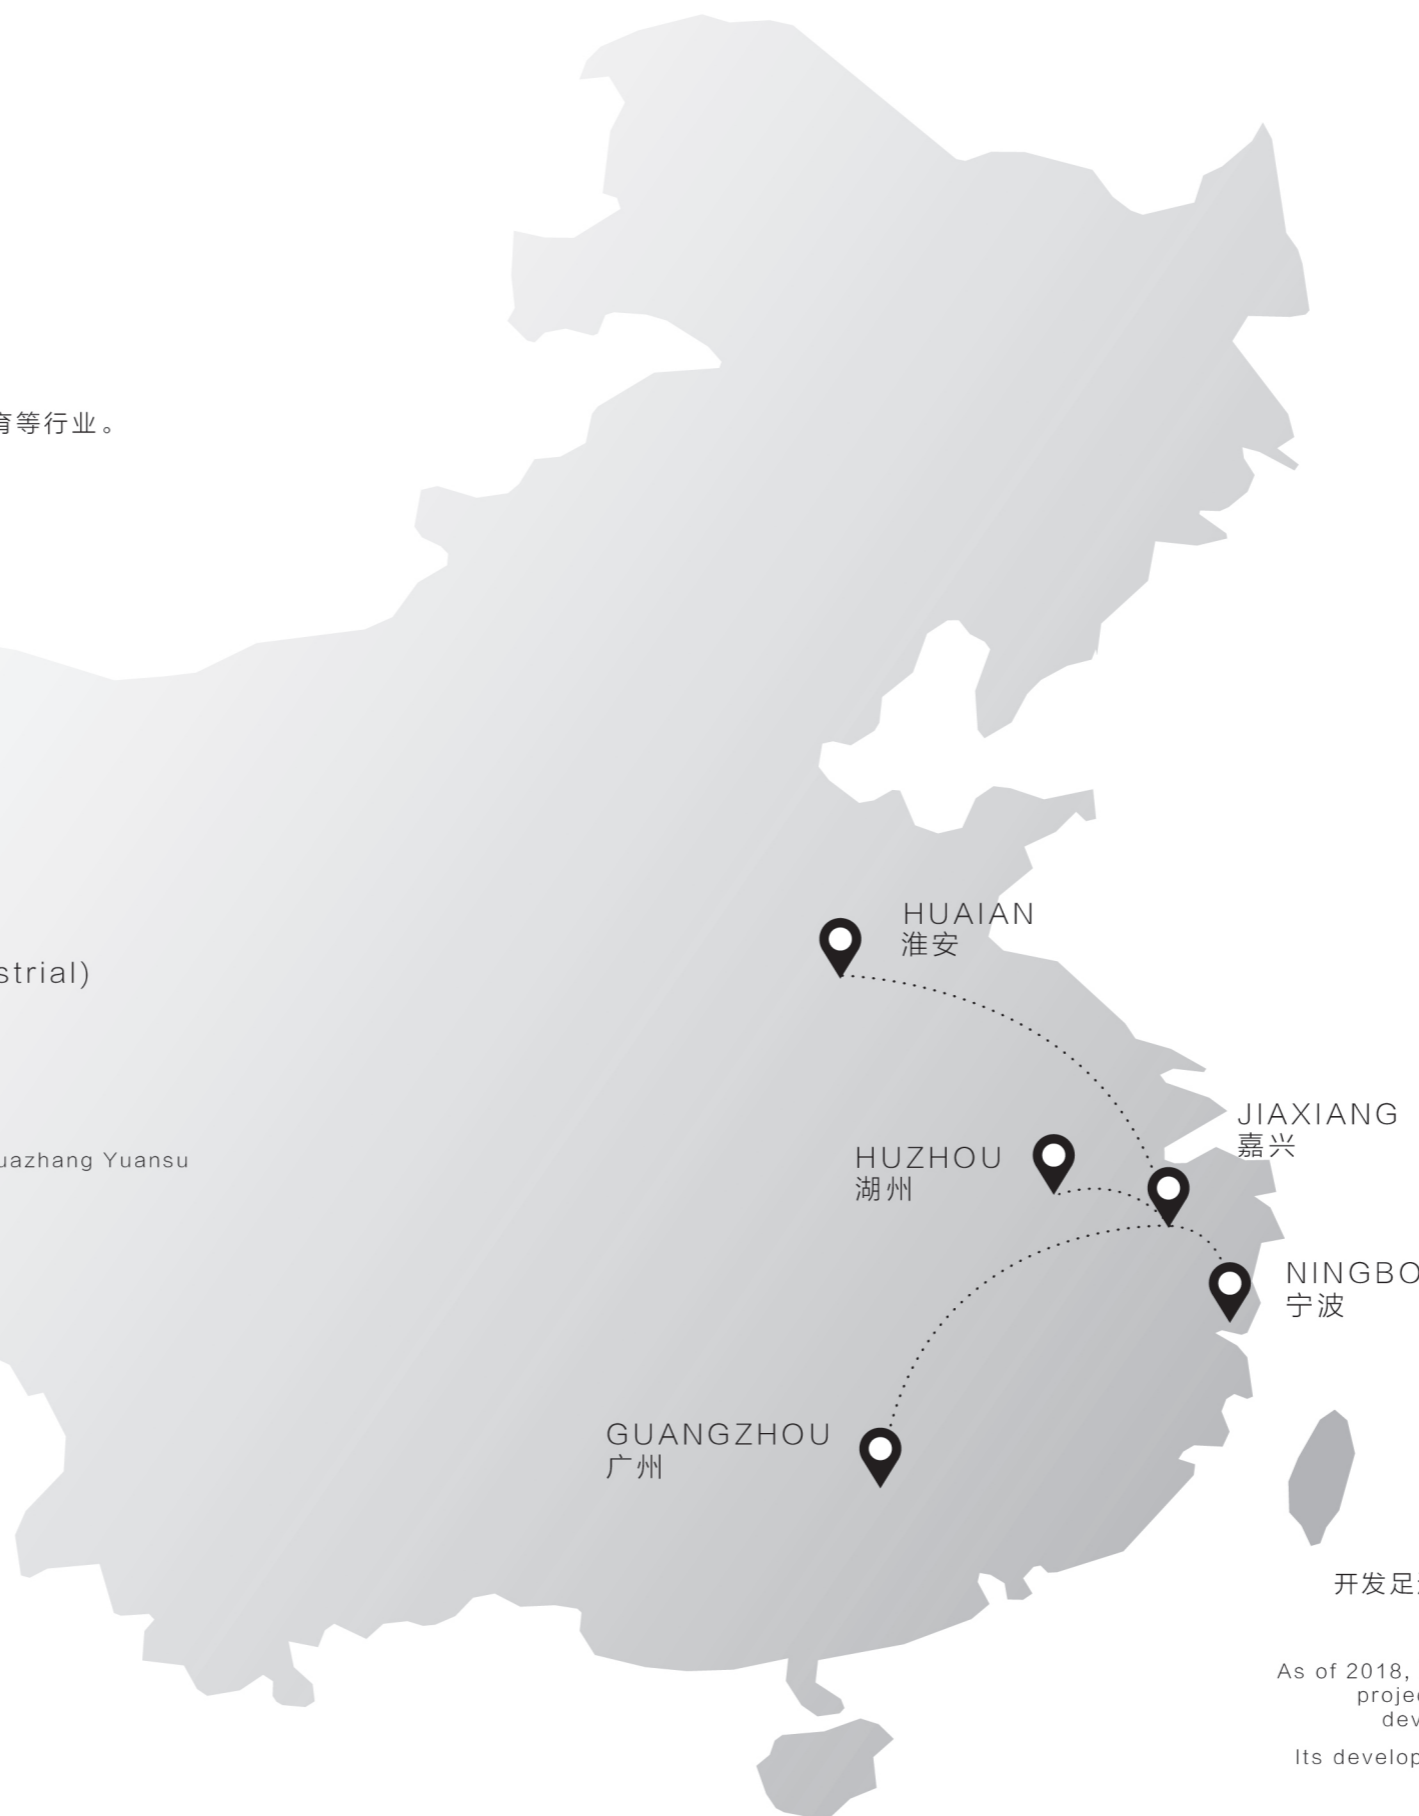 育等行业。
HUAIAN
淮安
strial)
JIAXIANG
嘉兴
HUZHOU
湖州
uazhang Yuansu
NINGBO
宁波
GUANGZHOU
广州
开发足
As of 2018,
projec
dev
Its develop